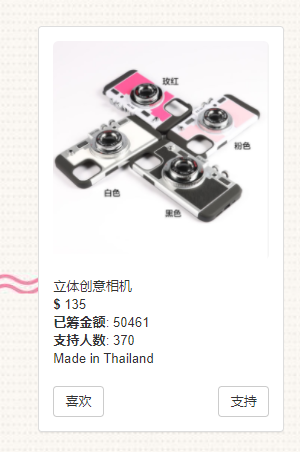 玫红
粉色
白色
黑色
立体创意相机
$ 135
已筹金额: 50461
支持人数: 370
Made in Thailand
喜欢
支持